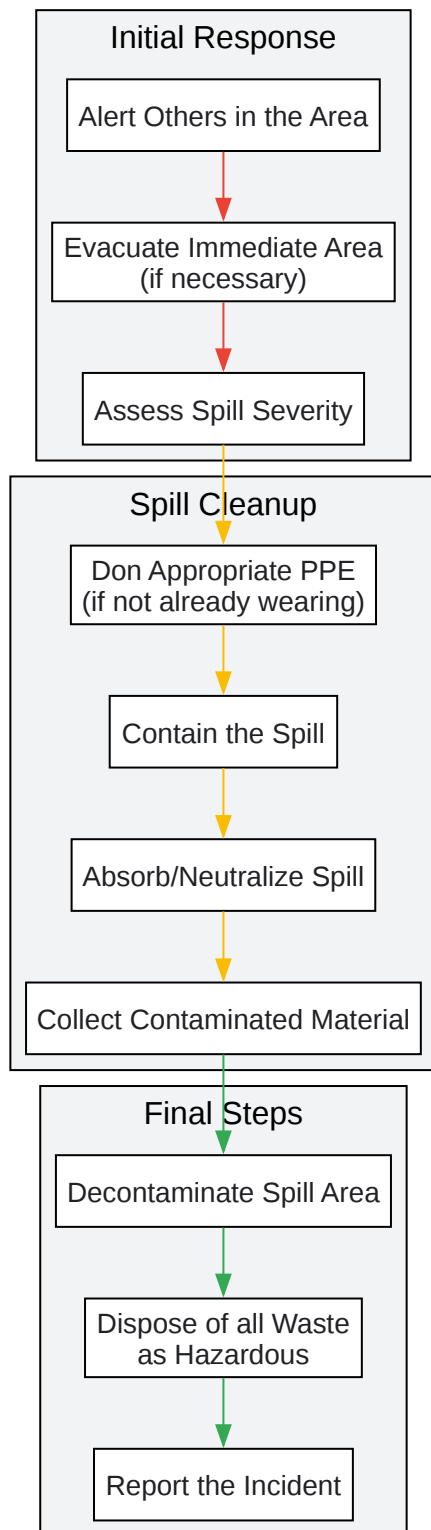 Initial Response
Alert Others in the Area
Evacuate Immediate Area
(if necessary)
Assess Spill Severity
Spill Cleanup
Don Appropriate PPE
(if not already wearing)
Contain the Spill
Absorb/Neutralize Spill
Collect Contaminated Material
Final Steps
Decontaminate Spill Area
Dispose of all Waste
as Hazardous
Report the Incident